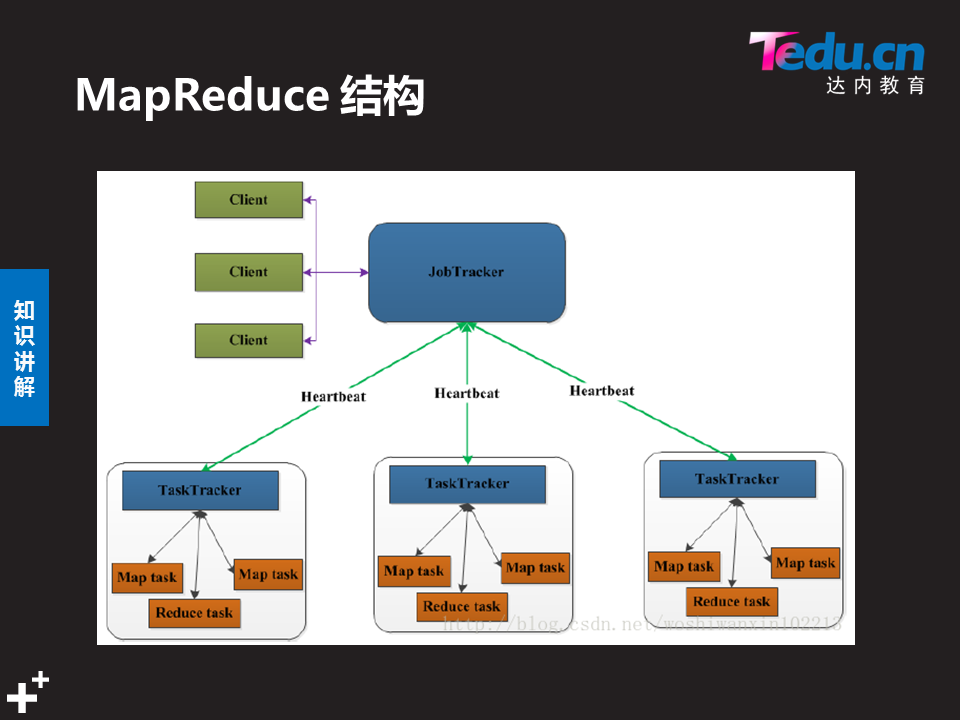 Tedu.cn
达内教育
MapReduce 结构
知识讲解
Client
Client
JobTracker
Client
Heartbeat
Heartbeat
Heartbeat
TaskTracker
TaskTracker
TaskTracker
Map task
Map task
Reduce task
Map task
Map task
Reduce task
Map task
Map task
Reduce task
http://blog.csdn.net/woshiwanxin102213